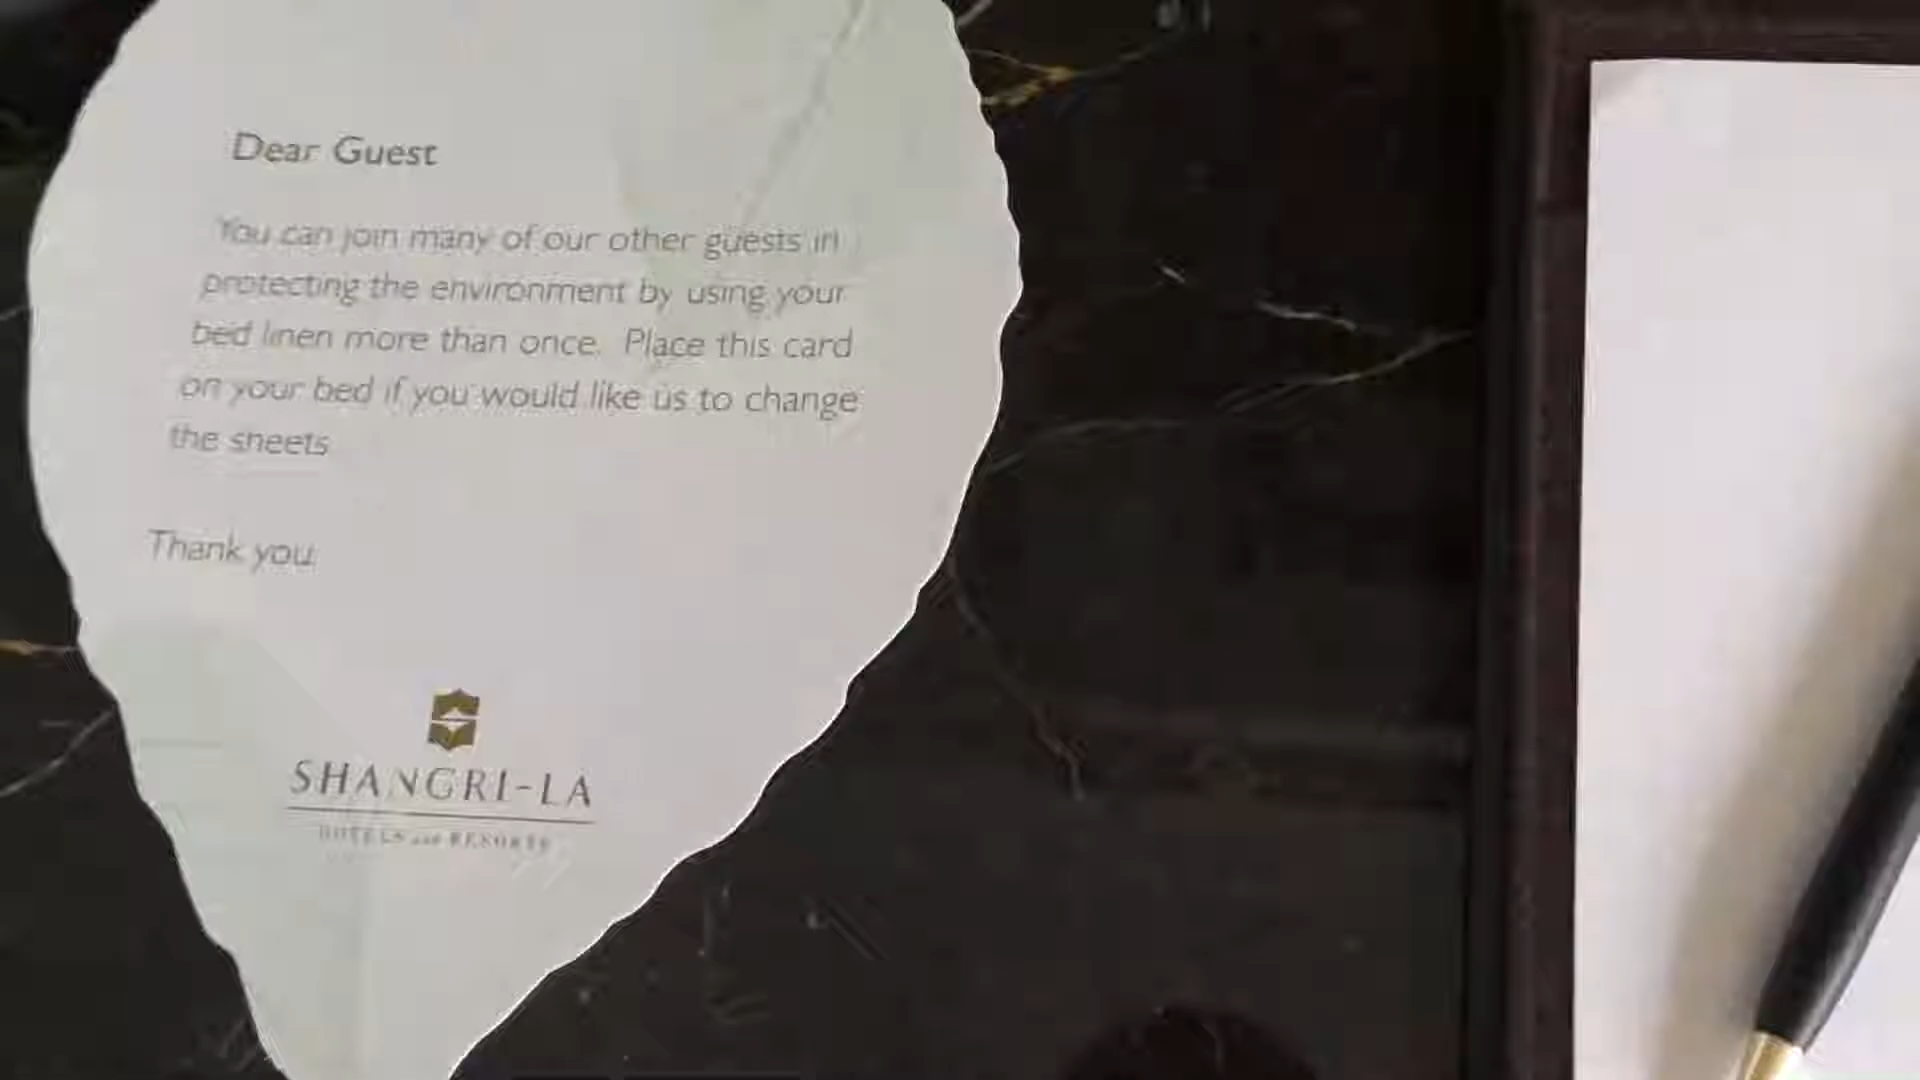 Dear Guest
You can join many of our other guests in
protecting the environment by using your
bed linen more than once. Place this card
on your bed if you would like us to change
the sheets
Thank you
SHANGRI-LA
HOTELS and RESORTS